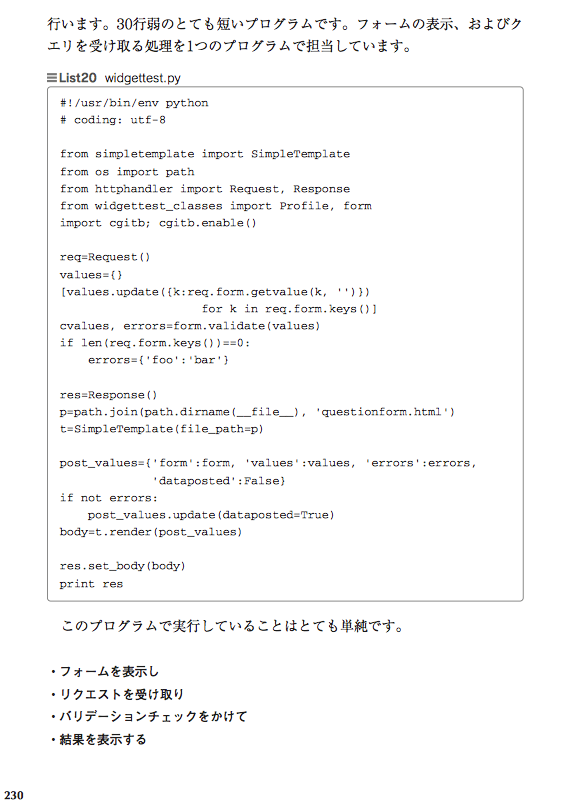 行います。30行弱のとても短いプログラムです。フォームの表示、およびク
エリを受け取る処理を1つのプログラムで担当しています。
List20 widgettest.py
#!/usr/bin/env python
# coding: utf-8
from simpletemplate import SimpleTemplate
from os import path
from httphandler import Request, Response
from widgettest_classes import Profile, form
import cgitb; cgitb.enable()
req=Request()
values={}
[values.update({k:req.form.getvalue(k, '')})
                    for k in req.form.keys()]
cvalues, errors=form.validate(values)
if len(req.form.keys())==0:
    errors={'foo':'bar'}
res=Response()
p=path.join(path.dirname(__file__), 'questionform.html')
t=SimpleTemplate(file_path=p)
post_values={'form':form, 'values':values, 'errors':errors,
             'dataposted':False}
if not errors:
    post_values.update(dataposted=True)
body=t.render(post_values)
res.set_body(body)
print res
このプログラムで実行していることはとても単純です。
・フォームを表示し
・リクエストを受け取り
・バリデーションチェックをかけて
・結果を表示する
230